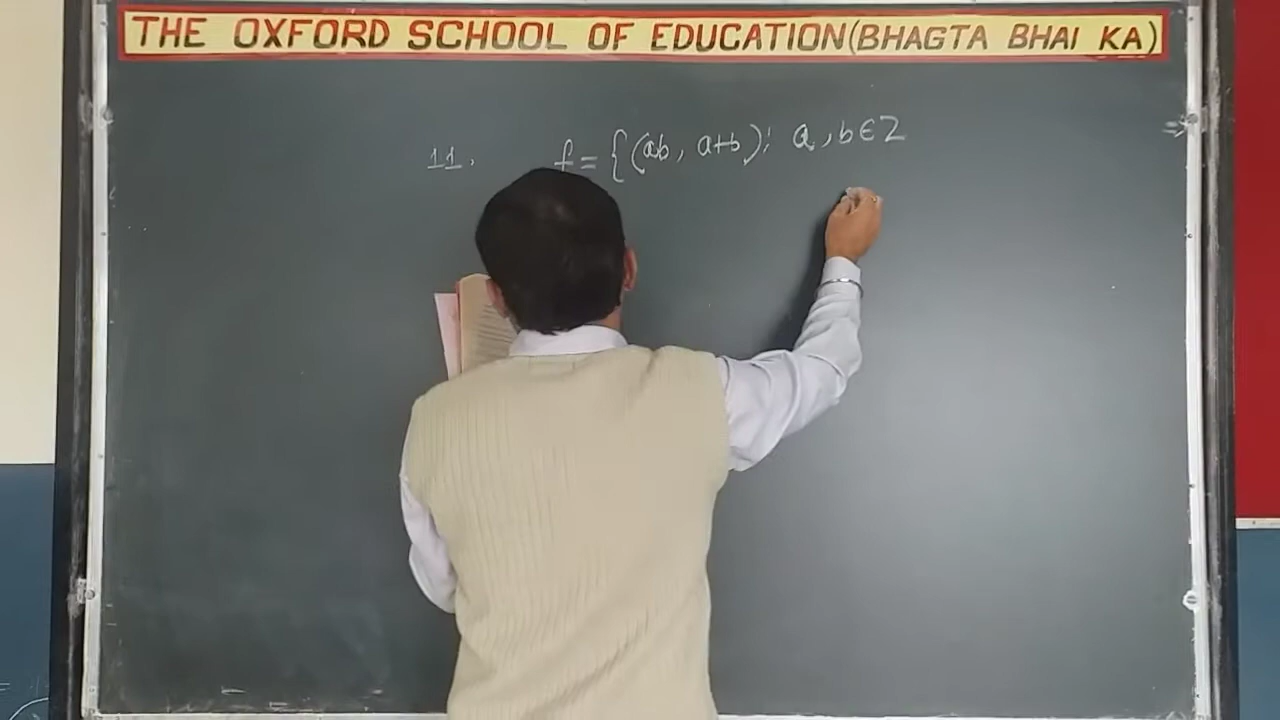 THE OXFORD SCHOOL OF EDUCATION(BHAGTA BHAI KA)
11. f = {(ab, a+b): a, b ∈ Z